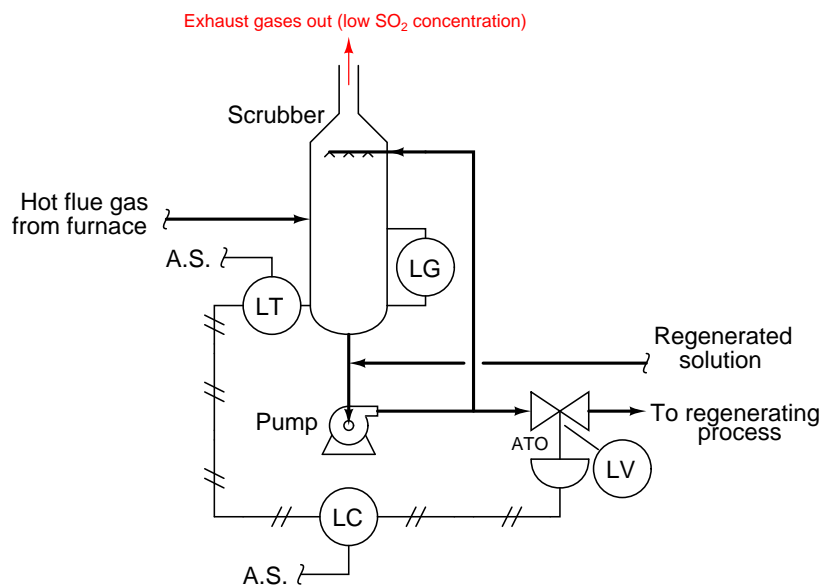 Exhaust gases out (low SO₂ concentration)
Scrubber
Hot flue gas
from furnace
A.S.
LG
LT
Regenerated
solution
Pump
To regenerating
process
ATO
LV
LC
A.S.